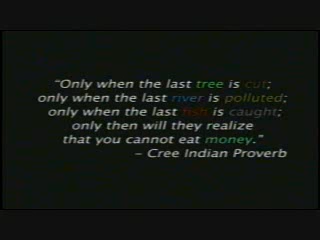 “Only when the last tree is cut;
only when the last river is polluted;
only when the last fish is caught;
only then will they realize
that you cannot eat money.”
– Cree Indian Proverb